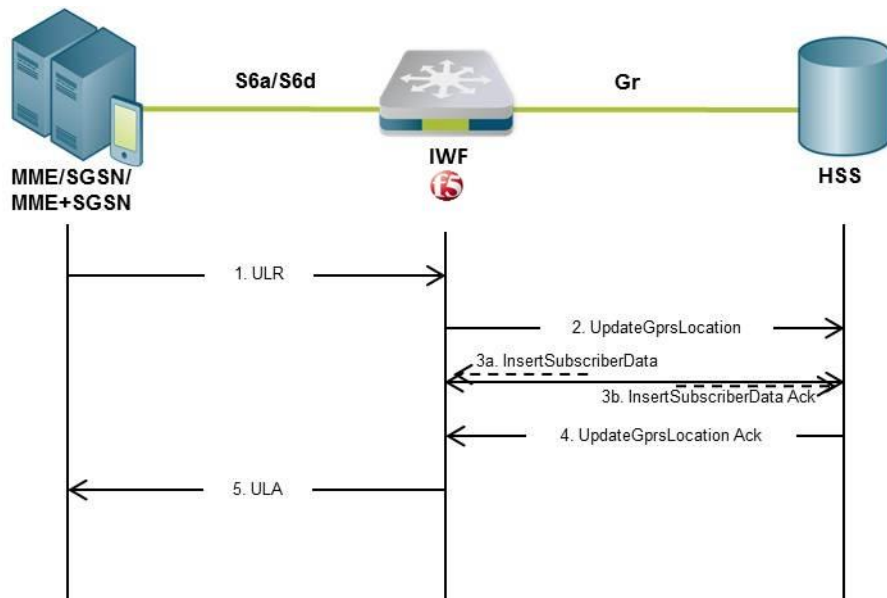 S6a/S6d
Gr
IWF
f5
MME/SGSN/
MME+SGSN
HSS
1. ULR
2. UpdateGprsLocation
3a. InsertSubscriberData
3b. InsertSubscriberData Ack
4. UpdateGprsLocation Ack
5. ULA